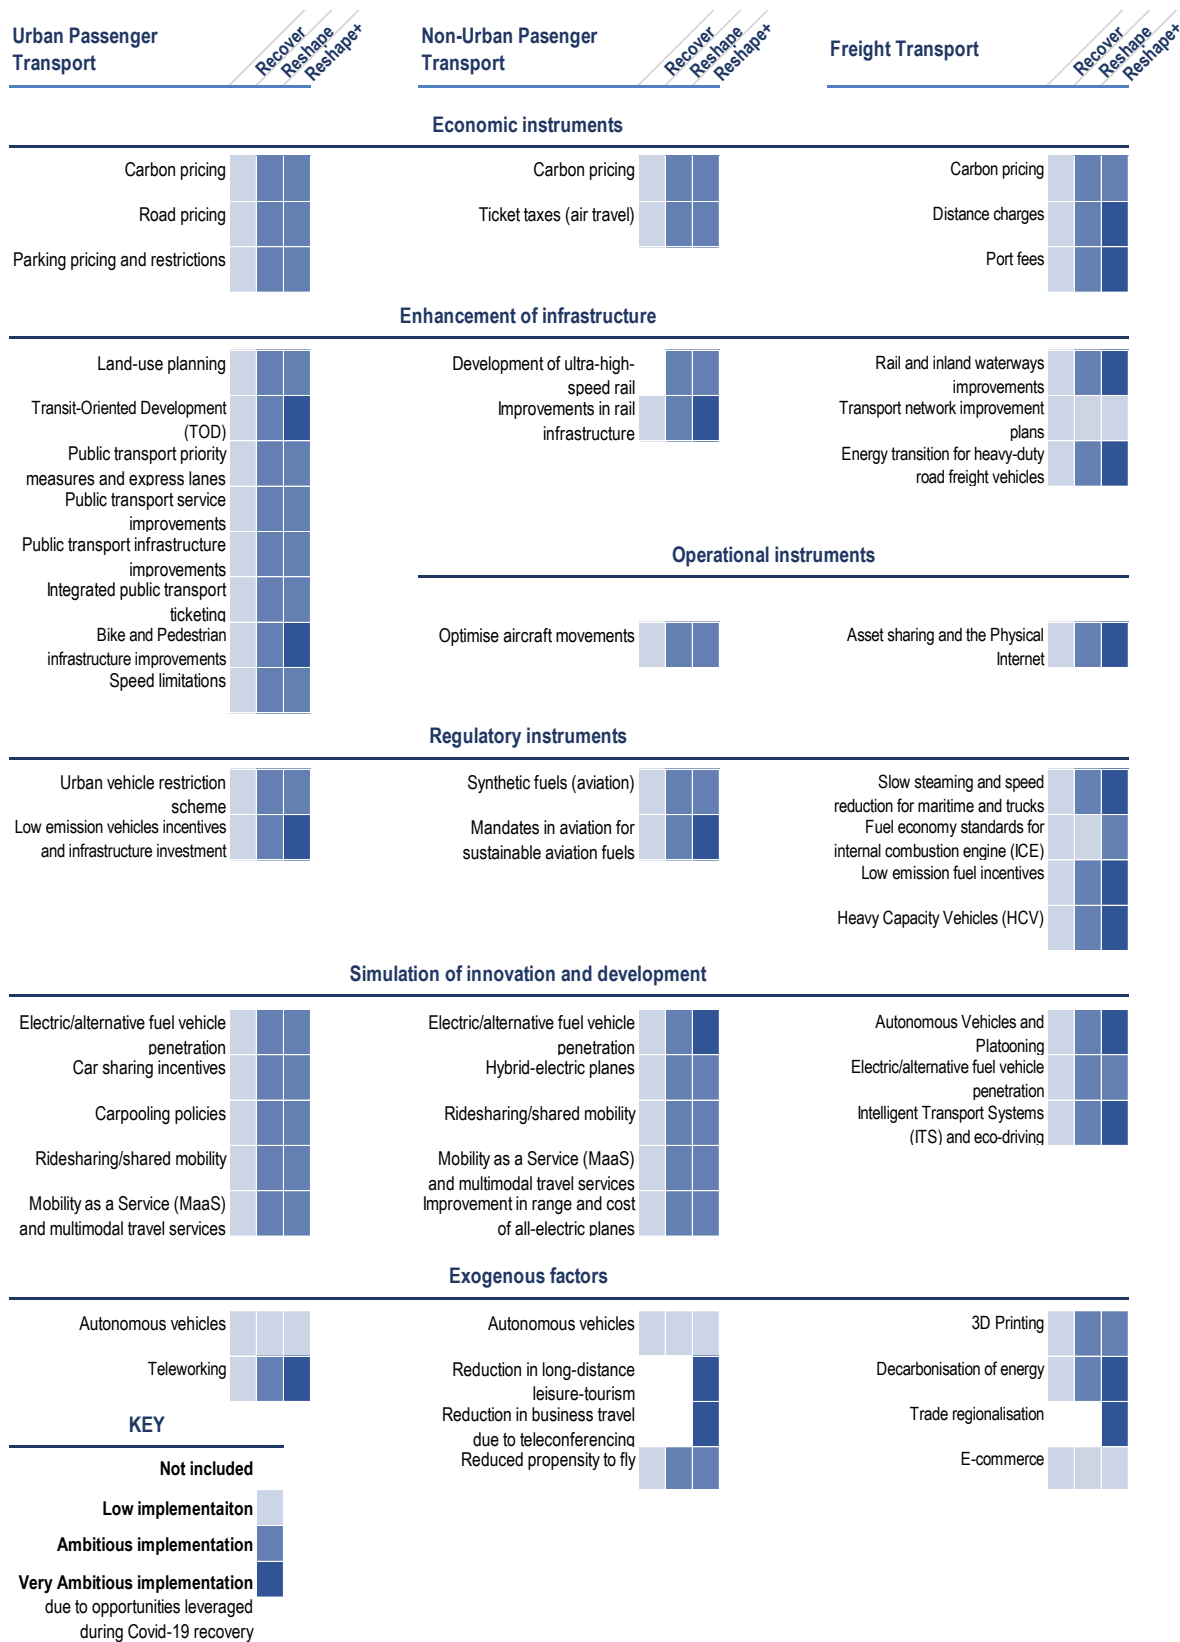 Urban Passenger
Transport
Recover
Reshape
Reshape+
Non-Urban Pasenger
Transport
Recover
Reshape
Reshape+
Freight Transport
Recover
Reshape
Reshape+
Economic instruments
Carbon pricing
Road pricing
Parking pricing and restrictions
Carbon pricing
Ticket taxes (air travel)
Carbon pricing
Distance charges
Port fees
Enhancement of infrastructure
Land-use planning
Transit-Oriented Development
(TOD)
Public transport priority
measures and express lanes
Public transport service
improvements
Public transport infrastructure
improvements
Integrated public transport
ticketing
Bike and Pedestrian
infrastructure improvements
Speed limitations
Development of ultra-high-
speed rail
Improvements in rail
infrastructure
Rail and inland waterways
improvements
Transport network improvement
plans
Energy transition for heavy-duty
road freight vehicles
Operational instruments
Optimise aircraft movements
Asset sharing and the Physical
Internet
Regulatory instruments
Urban vehicle restriction
scheme
Low emission vehicles incentives
and infrastructure investment
Synthetic fuels (aviation)
Mandates in aviation for
sustainable aviation fuels
Slow steaming and speed
reduction for maritime and trucks
Fuel economy standards for
internal combustion engine (ICE)
Low emission fuel incentives
Heavy Capacity Vehicles (HCV)
Simulation of innovation and development
Electric/alternative fuel vehicle
penetration
Car sharing incentives
Carpooling policies
Ridesharing/shared mobility
Mobility as a Service (MaaS)
and multimodal travel services
Electric/alternative fuel vehicle
penetration
Hybrid-electric planes
Ridesharing/shared mobility
Mobility as a Service (MaaS)
and multimodal travel services
Improvement in range and cost
of all-electric planes
Autonomous Vehicles and
Platooning
Electric/alternative fuel vehicle
penetration
Intelligent Transport Systems
(ITS) and eco-driving
Exogenous factors
Autonomous vehicles
Teleworking
Autonomous vehicles
Reduction in long-distance
leisure-tourism
Reduction in business travel
due to teleconferencing
Reduced propensity to fly
3D Printing
Decarbonisation of energy
Trade regionalisation
E-commerce
KEY
Not included
Low implementaiton
Ambitious implementation
Very Ambitious implementation
due to opportunities leveraged
during Covid-19 recovery